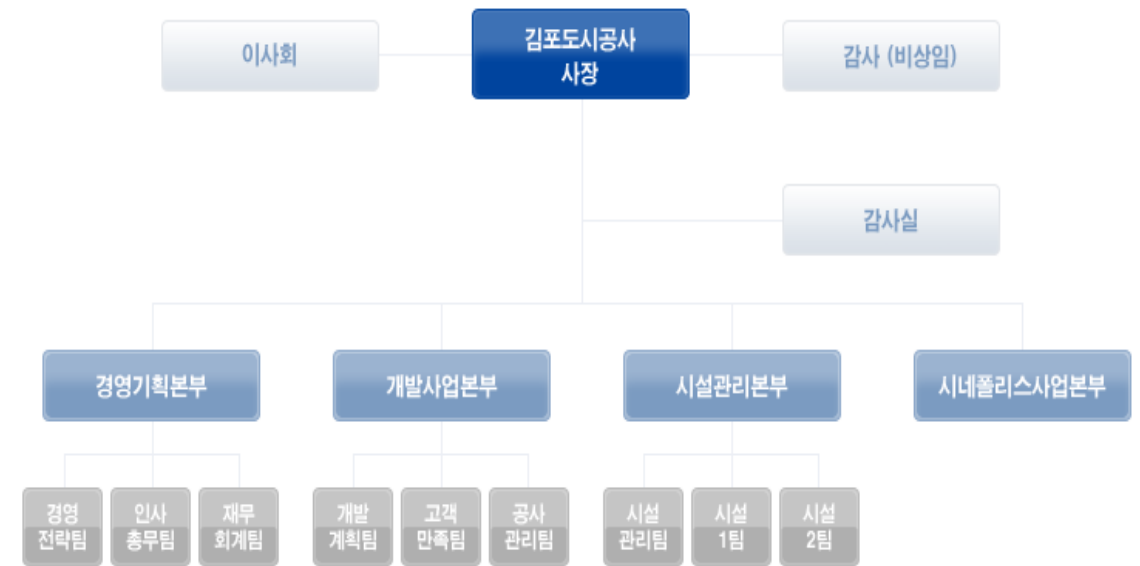 김포도시공사
사장
이사회
감사 (비상임)
감사실
경영기획본부
개발사업본부
시설관리본부
시네폴리스사업본부
경영
전략팀
인사
총무팀
재무
회계팀
개발
계획팀
고객
만족팀
공사
관리팀
시설
관리팀
시설
1팀
시설
2팀